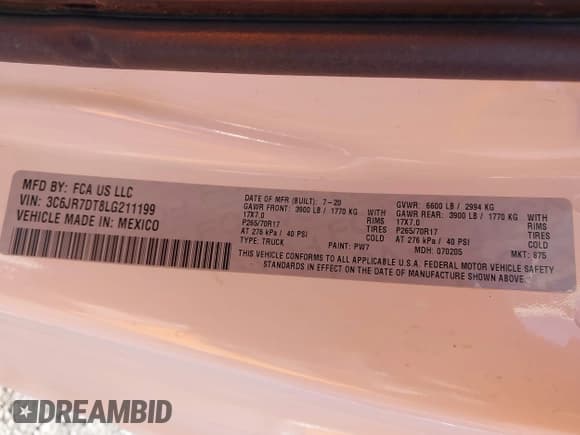 MFD BY: FCA US LLC
VIN: 3C6JR7DT8LG211199
VEHICLE MADE IN: MEXICO
DATE OF MFR (BUILT): 7-20 GVWR: 6600 LB / 2994 KG
GAWR FRONT: 3900 LB / 1770 KG GAWR REAR: 3900 LB / 1770 KG
17X7.0 RIMS 17X7.0 RIMS
P265/70R17 TIRES P265/70R17 TIRES
AT 276 kPa / 40 PSI COLD AT 276 kPa / 40 PSI COLD
TYPE: TRUCK PAINT: PW7 MDH: 070205 MKT: 875
THIS VEHICLE CONFORMS TO ALL APPLICABLE U.S.A. FEDERAL MOTOR VEHICLE SAFETY
STANDARDS IN EFFECT ON THE DATE OF MANUFACTURE SHOWN ABOVE.
DREAMBID